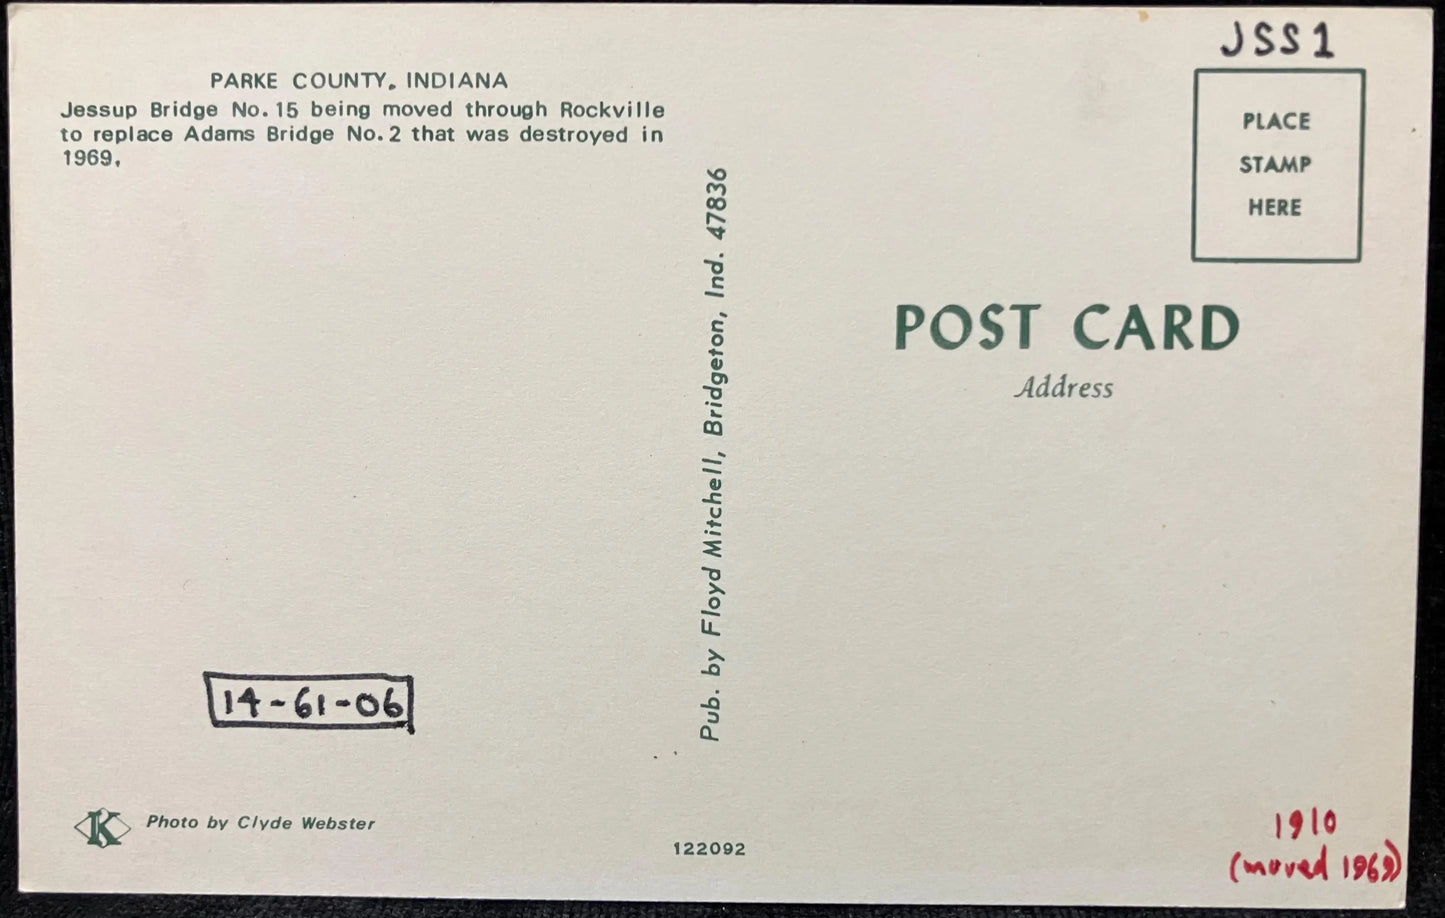 JSS1
PLACE
STAMP
HERE
PARKE COUNTY, INDIANA
Jessup Bridge No. 15 being moved through Rockville
to replace Adams Bridge No. 2 that was destroyed in
1969.
Pub. by Floyd Mitchell, Bridgeton, Ind. 47836
POST CARD
Address
14-61-06
K
Photo by Clyde Webster
122092
1910
(moved 1969)